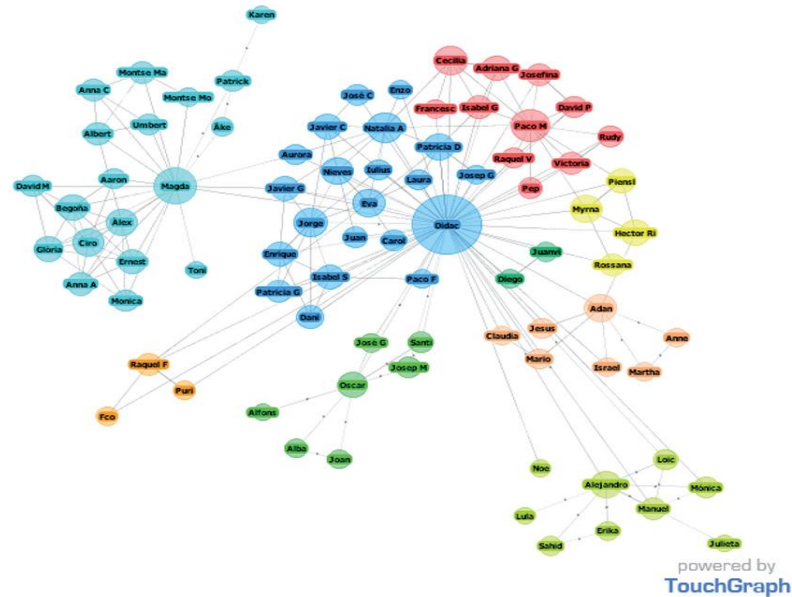 Karen
Cecilia
Adriana G
Josefina
Montse Ma
Patrick
Anna C
Enzo
José C
Montse Mo
Francesc
Isabel G
David P
Umbert
Åke
Javier C
Natalia A
Paco M
Albert
Rudy
Patricia D
Aurora
Raquel V
Victoria
Nieves
Iulius
Josep G
Aaron
Laura
Piensl
David M
Magda
Javier G
Pep
Begoña
Eva
Myrna
Àlex
Jorge
Didac
Hector Ri
Ciro
Juan
Carol
Glòria
Enrique
Juanvi
Ernest
Rossana
Toni
Isabel S
Paco F
Diego
Anna A
Patricia G
Monica
Adan
Dani
Jesus
Claudia
Anne
José G
Santi
Mario
Raquel F
Josep M
Israel
Martha
Oscar
Puri
Alfons
Fco
Alba
Joan
Noe
Loic
Alejandro
Mònica
Manuel
Lula
Erika
Sahid
Julieta
powered by
TouchGraph